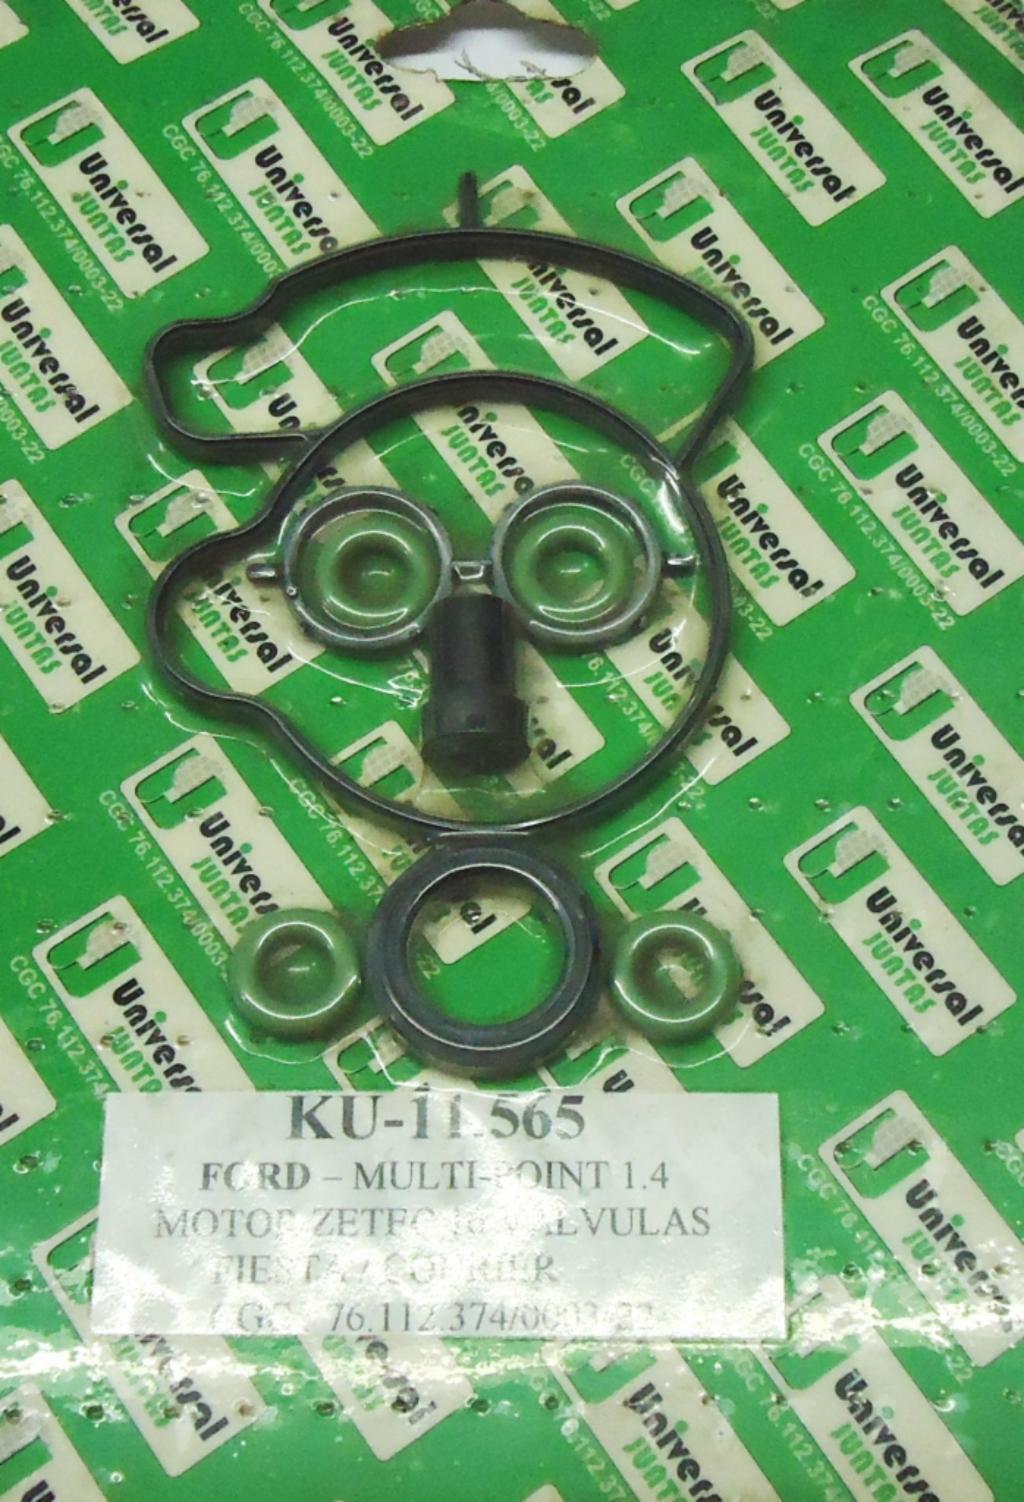 Universal
JUNTAS
CGC 76.112.374/0003-22
KU-11.565
FORD – MULTI-POINT 1.4
MOTOR ZETEC 16 VALVULAS
FIESTA / COURIER
CGC: 76.112.374/0003-22